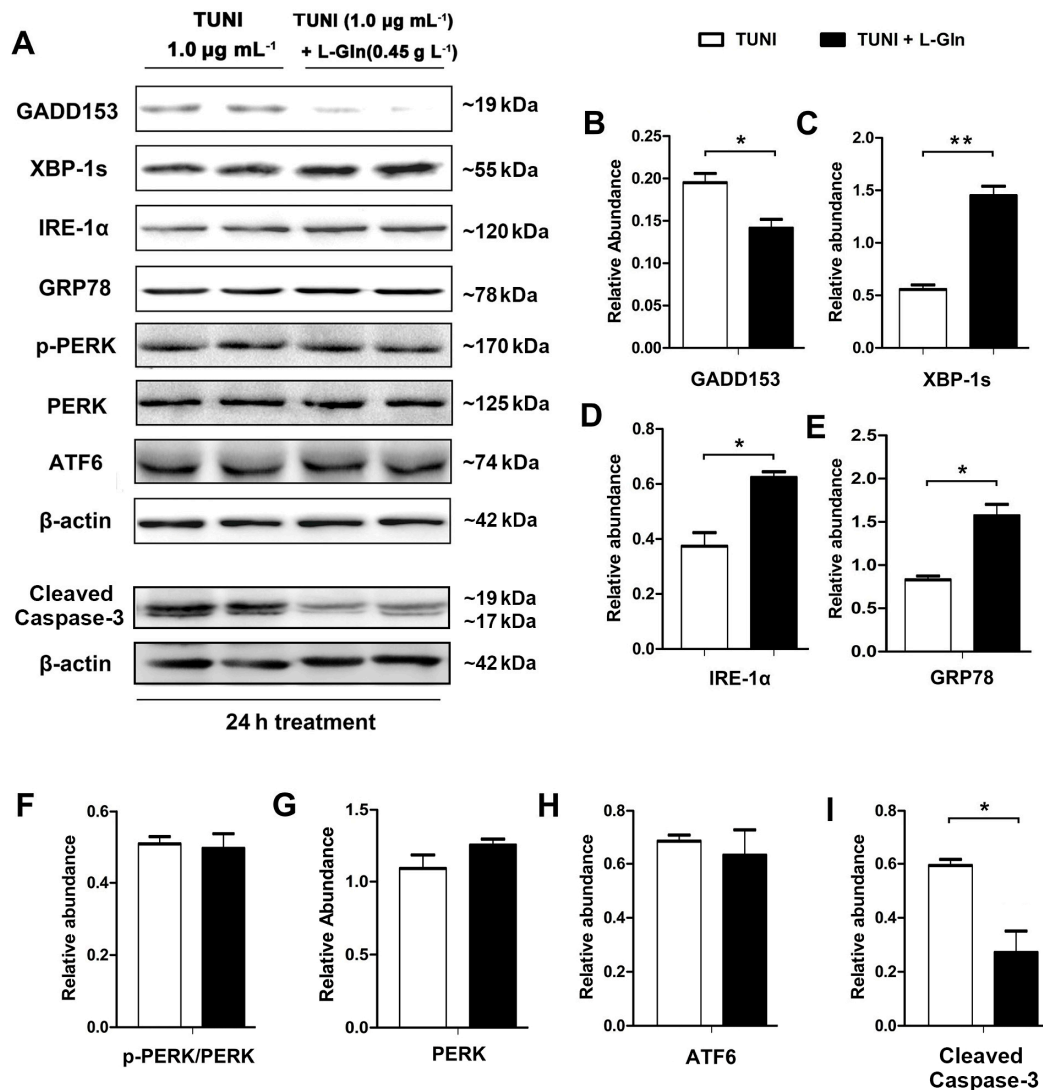 A
TUNI
1.0 µg mL⁻¹
TUNI (1.0 µg mL⁻¹)
+ L-Gln(0.45 g L⁻¹)
GADD153
~19 kDa
XBP-1s
~55 kDa
IRE-1α
~120 kDa
GRP78
~78 kDa
p-PERK
~170 kDa
PERK
~125 kDa
ATF6
~74 kDa
β-actin
~42 kDa
Cleaved
Caspase-3
~19 kDa
~17 kDa
β-actin
~42 kDa
24 h treatment
TUNI
TUNI + L-Gln
B
Relative Abundance
0.25
0.20
0.15
0.10
0.05
0.00
*
GADD153
C
Relative abundance
2.0
1.5
1.0
0.5
0.0
**
XBP-1s
D
Relative abundance
0.8
0.6
0.4
0.2
0.0
*
IRE-1α
E
Relative abundance
2.5
2.0
1.5
1.0
0.5
0.0
*
GRP78
F
Relative abundance
0.6
0.4
0.2
0.0
p-PERK/PERK
G
Relative Abundance
1.5
1.0
0.5
0.0
PERK
H
Relative abundance
0.8
0.6
0.4
0.2
0.0
ATF6
I
Relative abundance
0.8
0.6
0.4
0.2
0.0
*
Cleaved
Caspase-3